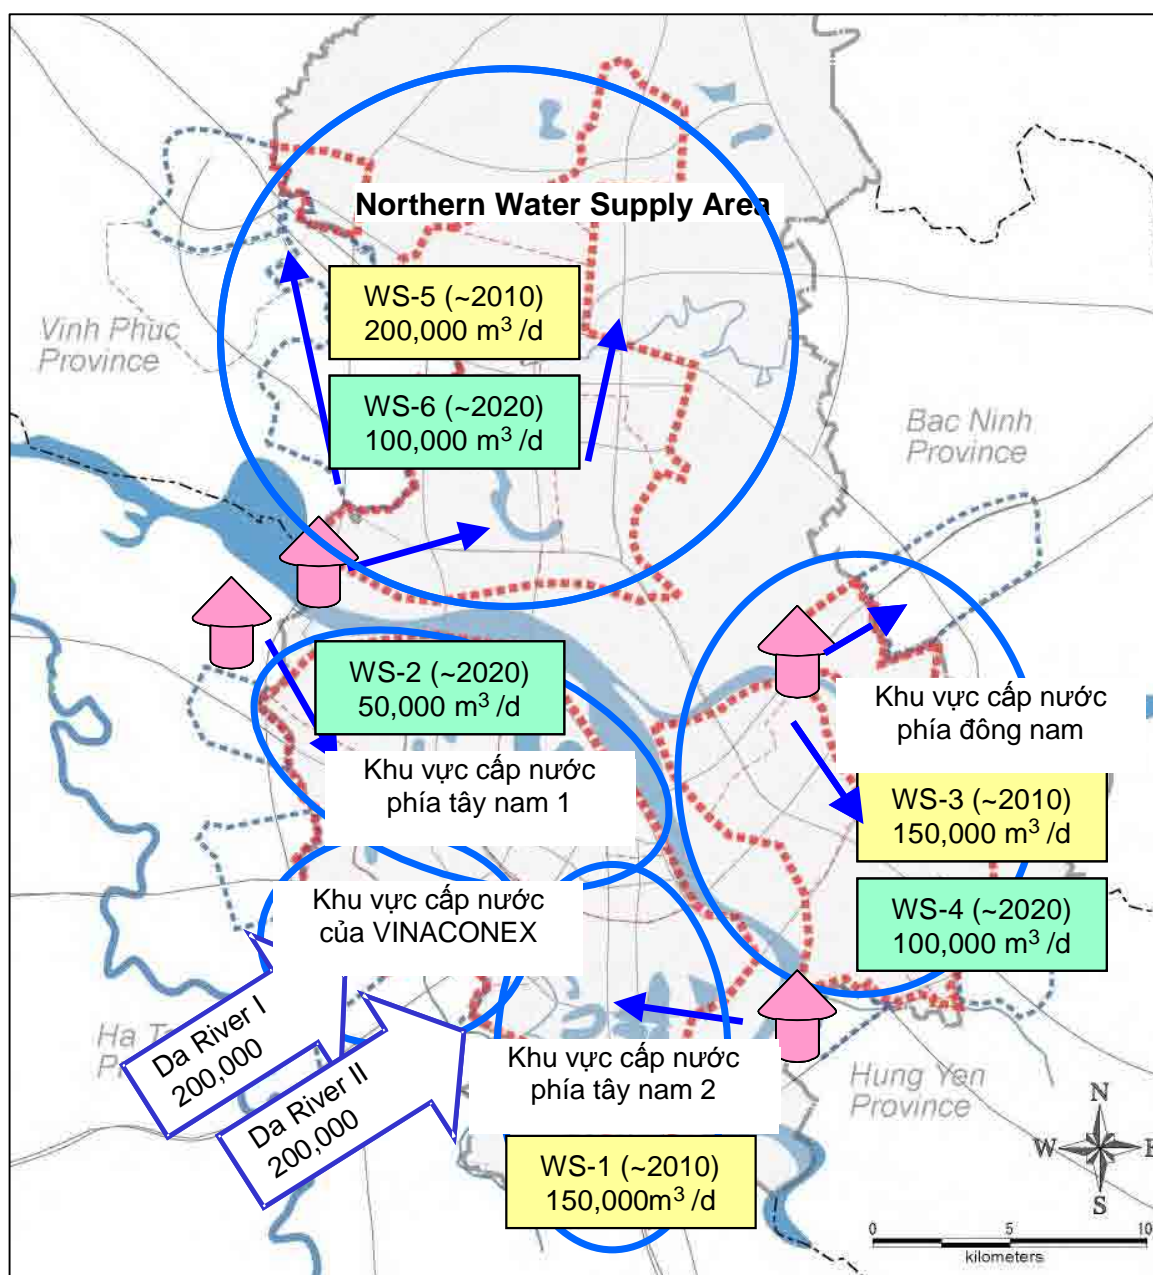 Northern Water Supply Area
WS-5 (~2010)
200,000 m³ /d
Vinh Phuc
Province
WS-6 (~2020)
100,000 m³ /d
Bac Ninh
Province
WS-2 (~2020)
50,000 m³ /d
Khu vực cấp nước
phía đông nam
Khu vực cấp nước
phía tây nam 1
WS-3 (~2010)
150,000 m³ /d
Khu vực cấp nước
của VINACONEX
WS-4 (~2020)
100,000 m³ /d
Da River I
200,000
Ha
Da River II
200,000
Khu vực cấp nước
phía tây nam 2
Hung Yen
Province
WS-1 (~2010)
150,000m³ /d
N
W
E
S
0 5 10
kilometers